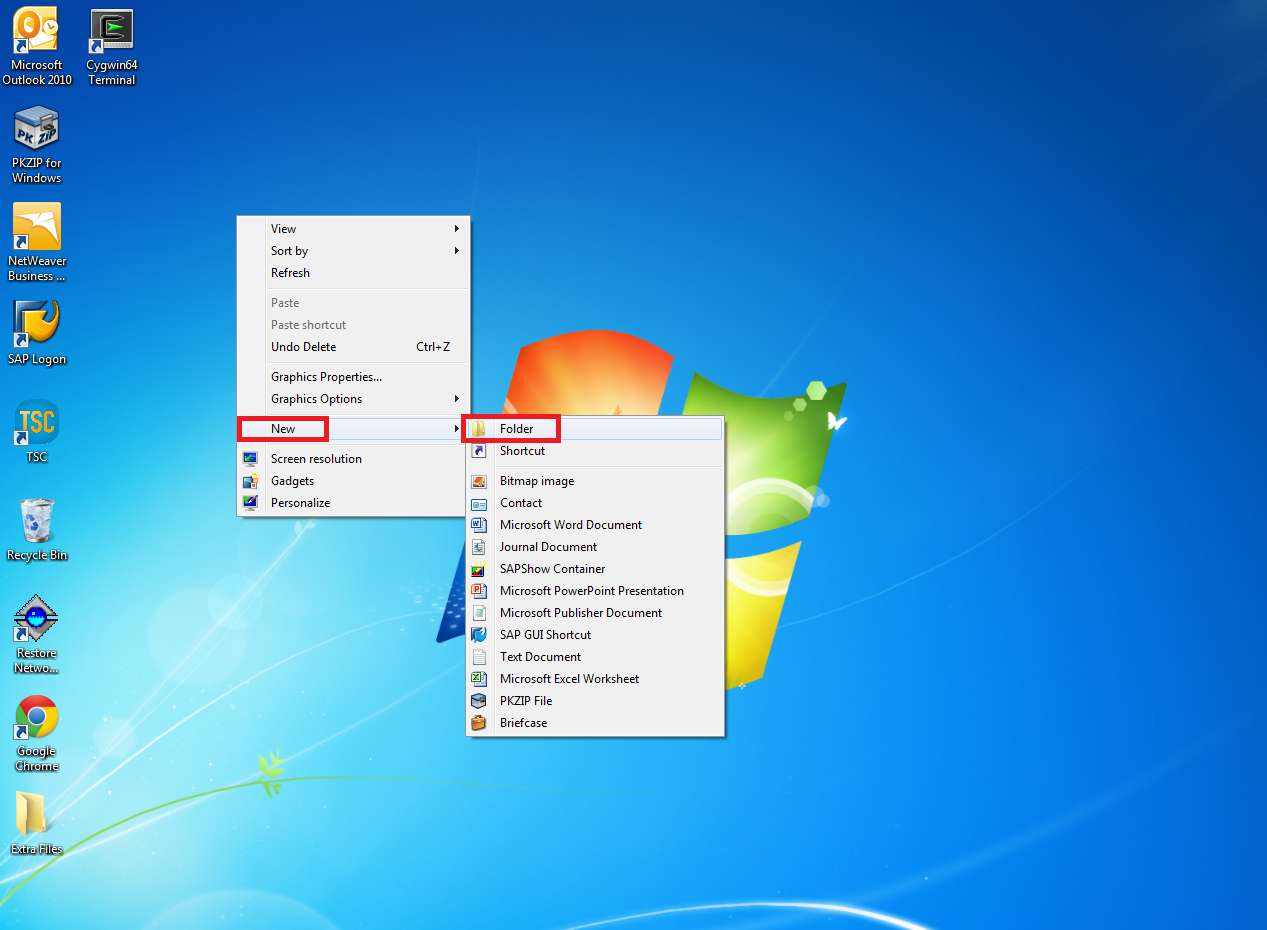 Microsoft
Outlook 2010
Cygwin64
Terminal
PK ZIP
PKZIP for
Windows
NetWeaver
Business ...
SAP Logon
TSC
TSC
Recycle Bin
Restore
Netwo...
Google
Chrome
Extra Files
View
Sort by
Refresh
Paste
Paste shortcut
Undo Delete Ctrl+Z
Graphics Properties...
Graphics Options
New
Screen resolution
Gadgets
Personalize
Folder
Shortcut
Bitmap image
Contact
Microsoft Word Document
Journal Document
SAPShow Container
Microsoft PowerPoint Presentation
Microsoft Publisher Document
SAP GUI Shortcut
Text Document
Microsoft Excel Worksheet
PKZIP File
Briefcase